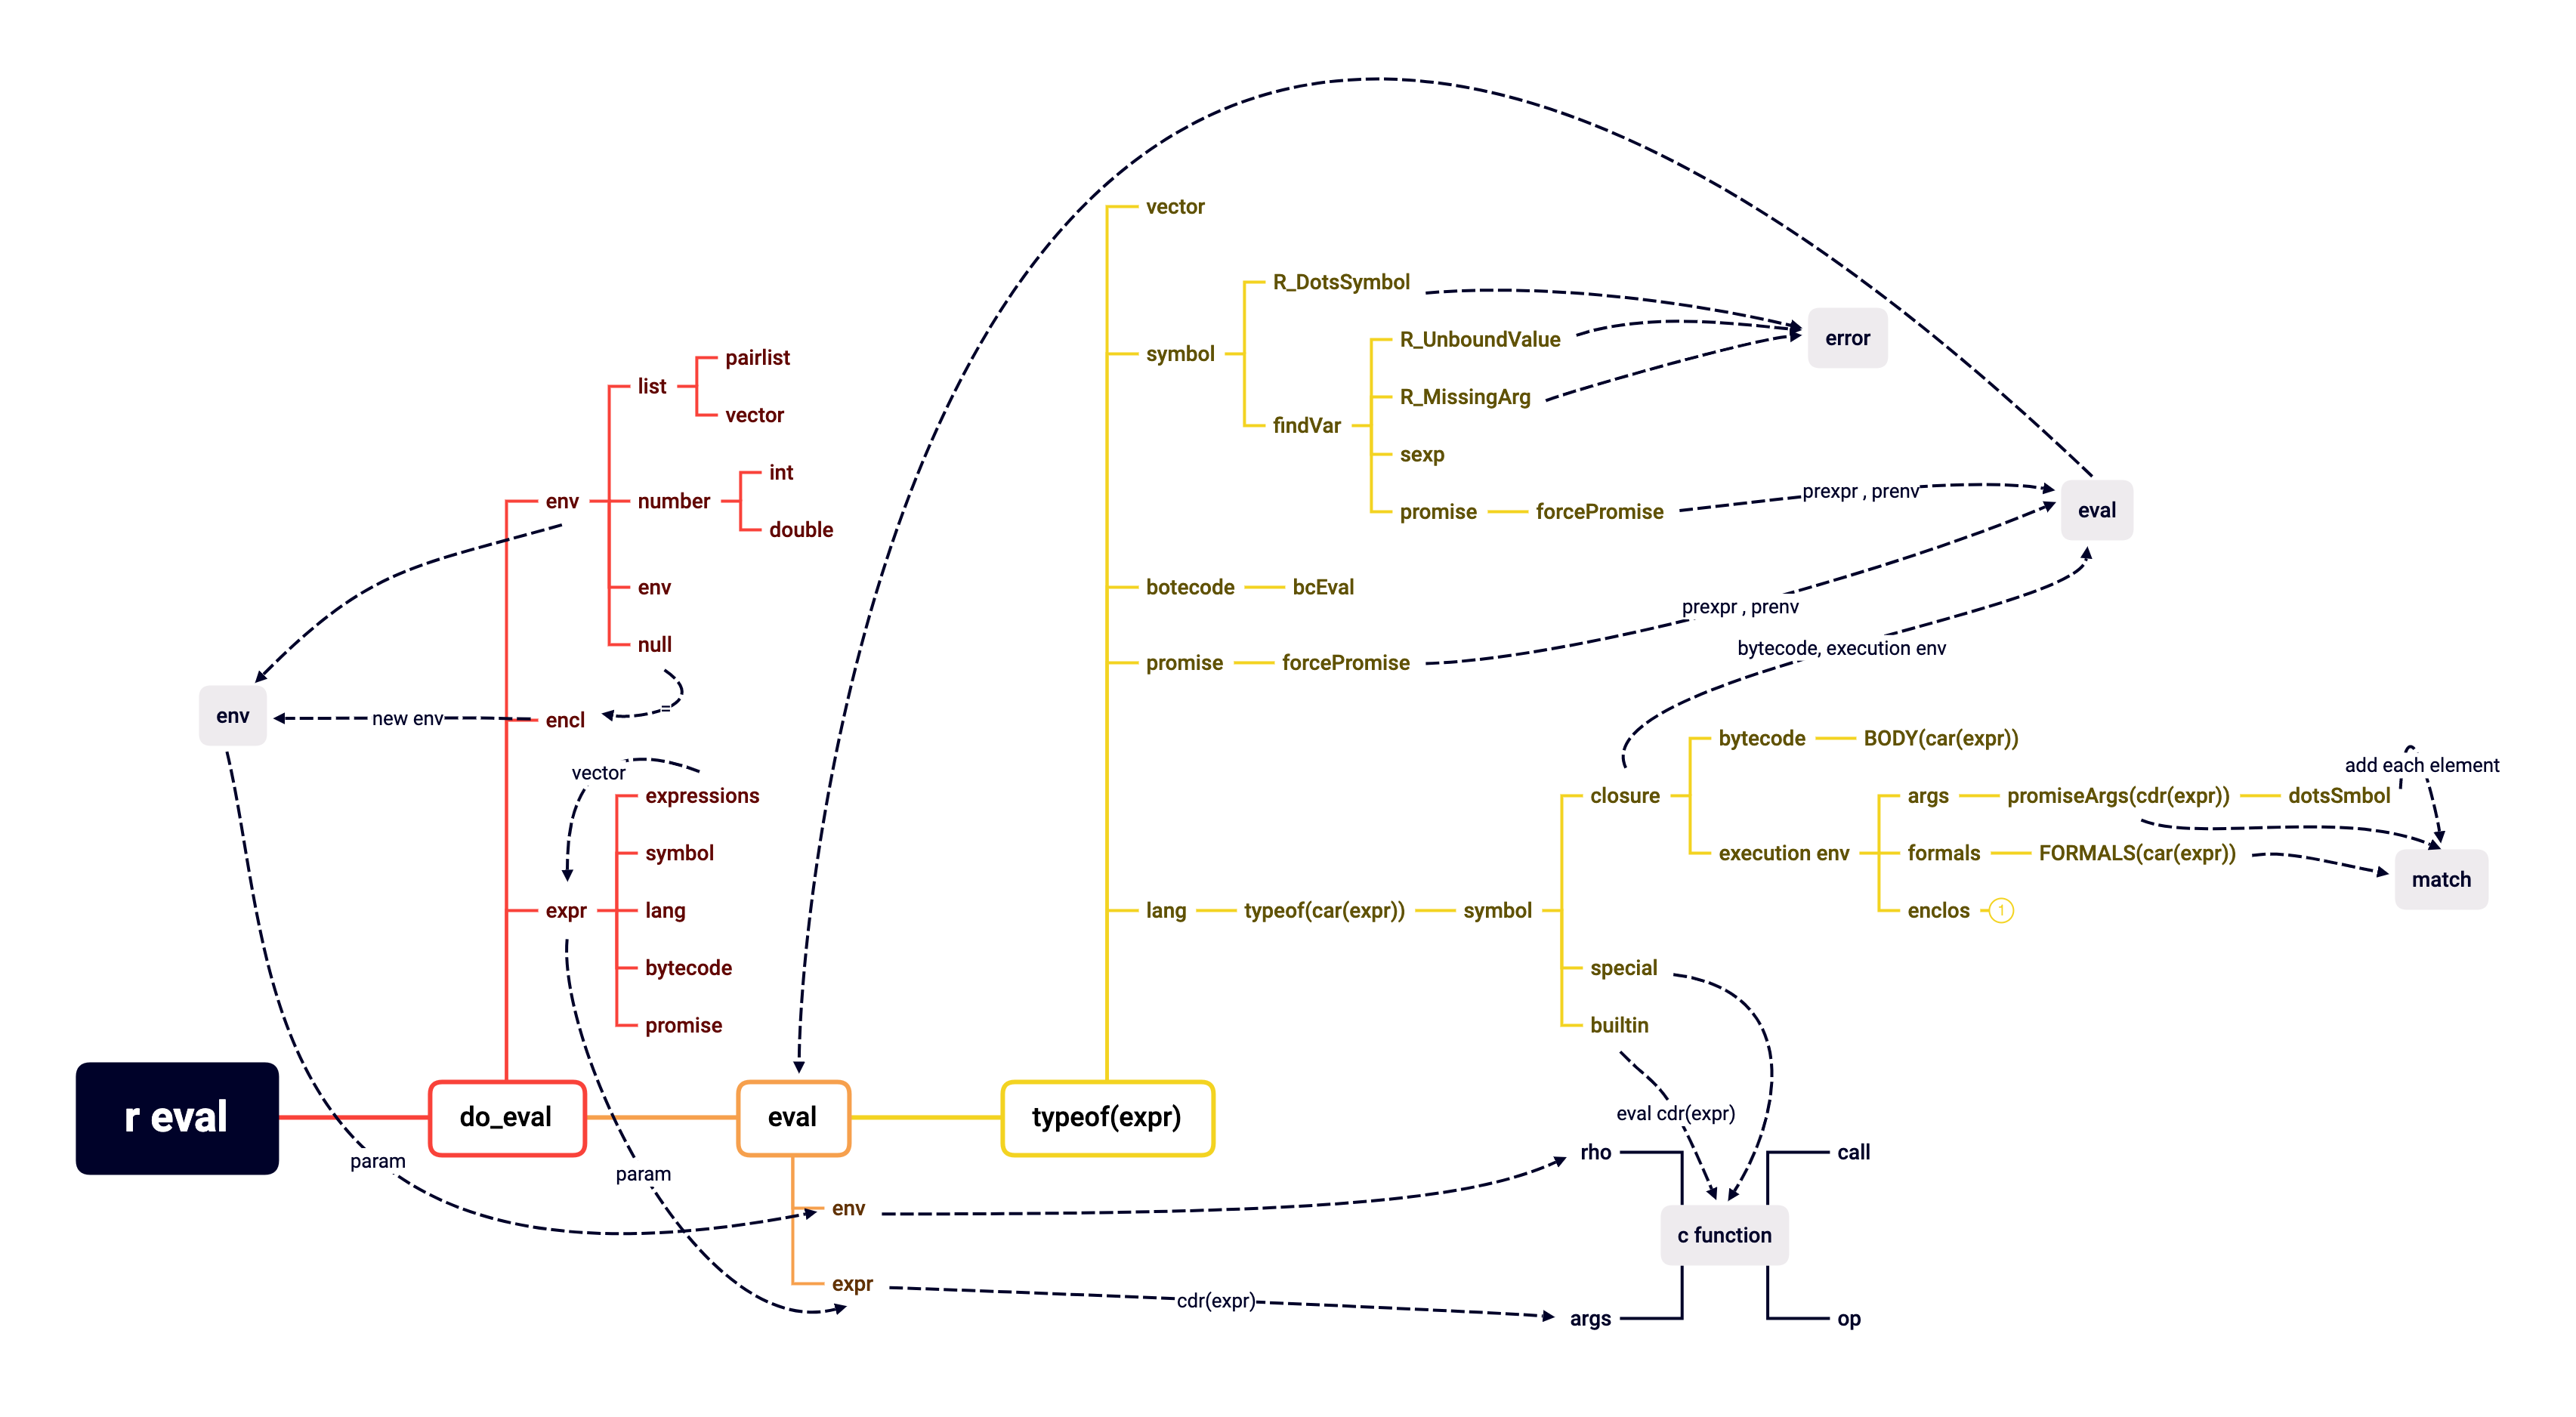 vector
R_DotsSymbol
R_UnboundValue
error
symbol
pairlist
list
R_MissingArg
vector
findVar
sexp
int
env
number
prexpr , prenv
promise
forcePromise
eval
double
env
botecode
bcEval
prexpr , prenv
null
bytecode, execution env
promise
forcePromise
=
env
new env
encl
bytecode
BODY(car(expr))
vector
add each element
expressions
closure
args
promiseArgs(cdr(expr))
dotsSmbol
symbol
execution env
formals
FORMALS(car(expr))
match
expr
lang
lang
typeof(car(expr))
symbol
enclos
1
bytecode
special
promise
builtin
r eval
do_eval
eval
typeof(expr)
eval cdr(expr)
param
param
rho
call
env
c function
expr
cdr(expr)
args
op